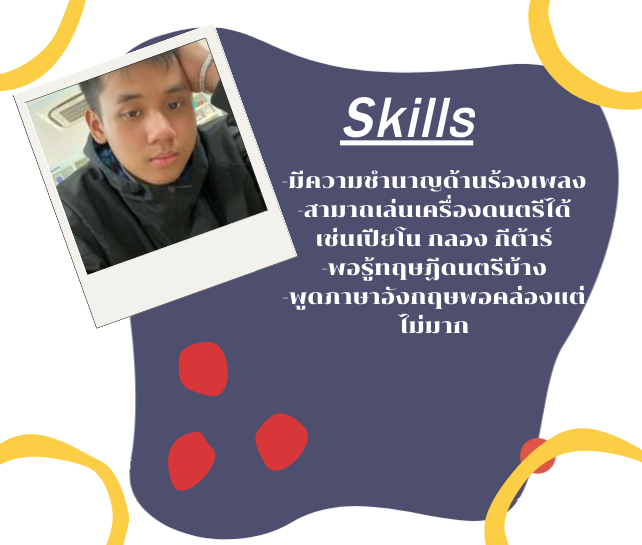 Skills
-มีความชำนาญด้านร้องเพลง
-สามาถเล่นเครื่องดนตรีได้
เช่นเปียโน กลอง กีต้าร์
-พอรู้ทฤษฎีดนตรีบ้าง
-พูดภาษาอังกฤษพอคล่องแต่
ไม่มาก